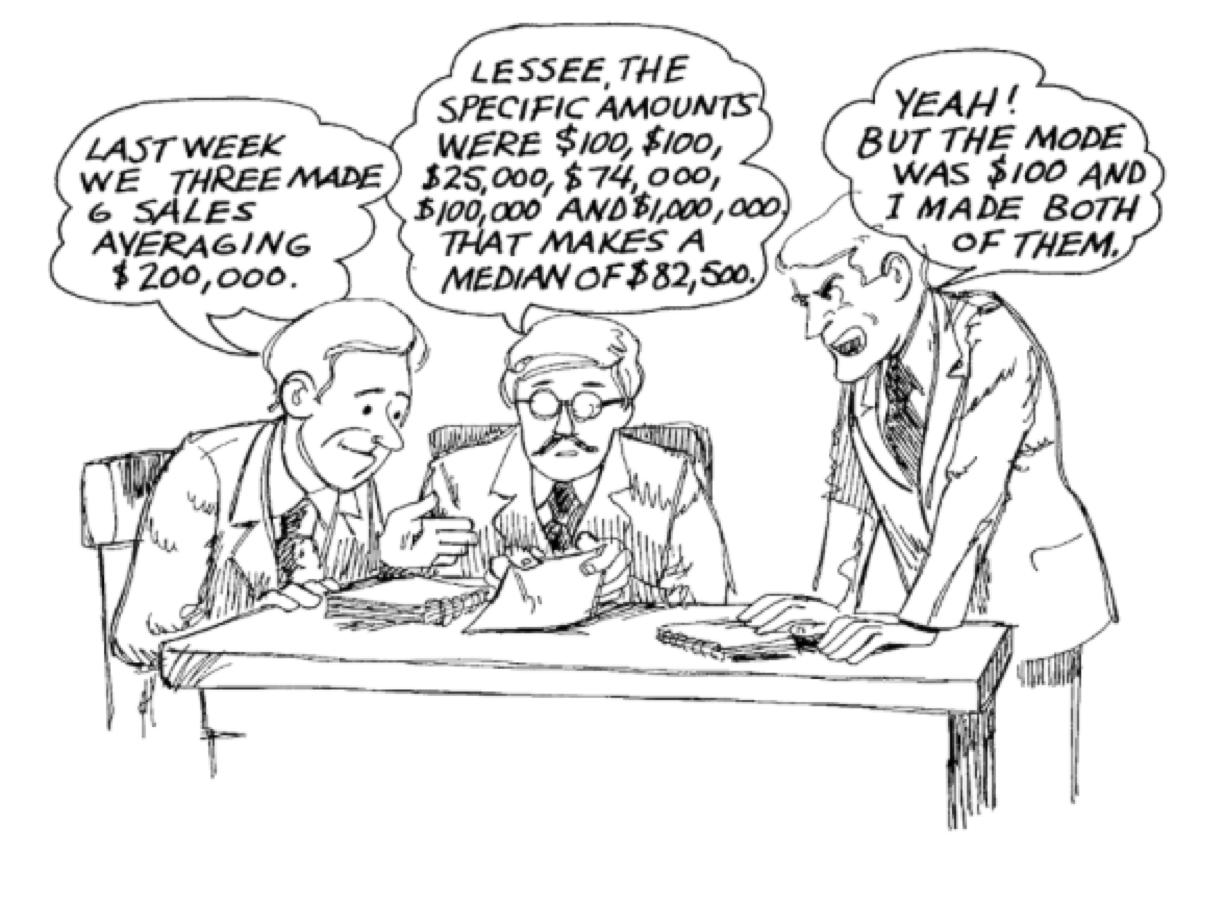 LAST WEEK
WE THREE MADE
6 SALES
AVERAGING
$200,000.
LESSEE, THE
SPECIFIC AMOUNTS
WERE $100, $100,
$25,000, $74,000,
$100,000 AND $1,000,000.
THAT MAKES A
MEDIAN OF $82,500.
YEAH!
BUT THE MODE
WAS $100 AND
I MADE BOTH
OF THEM.